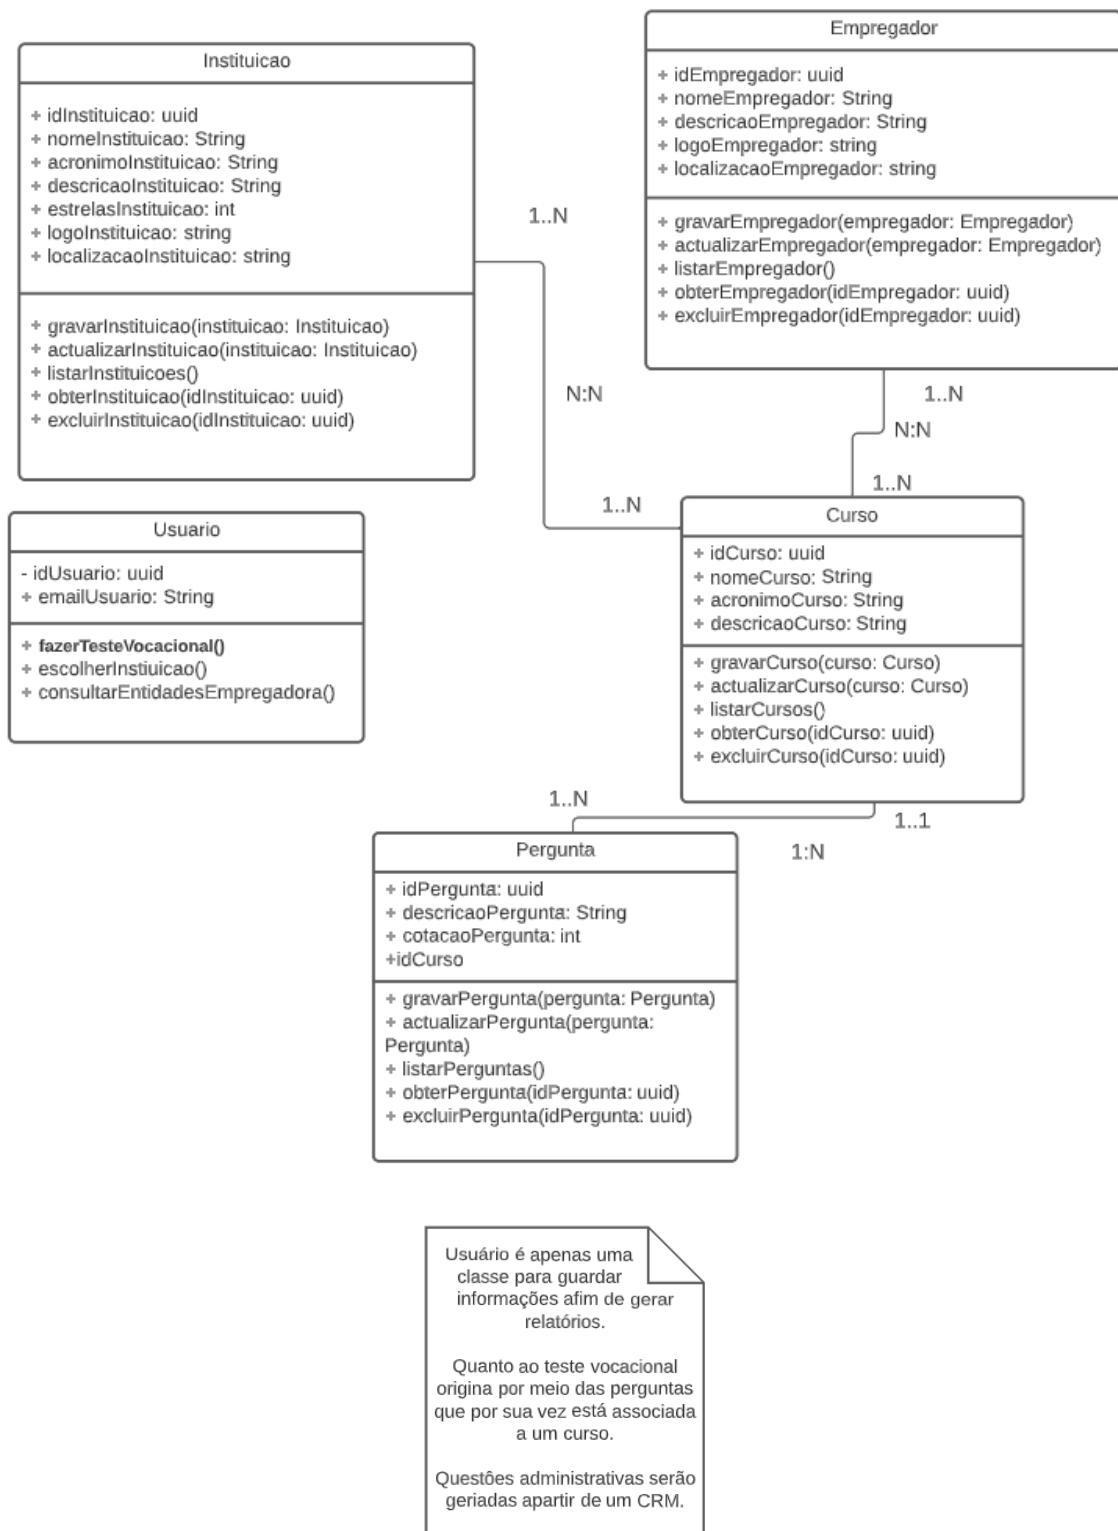 Instituicao
+ idInstituicao: uuid
+ nomeInstituicao: String
+ acronimoInstituicao: String
+ descricaoInstituicao: String
+ estrelasInstituicao: int
+ logoInstituicao: string
+ localizacaoInstituicao: string
+ gravarInstituicao(instituicao: Instituicao)
+ actualizarInstituicao(instituicao: Instituicao)
+ listarInstituicoes()
+ obterInstituicao(idInstituicao: uuid)
+ excluirInstituicao(idInstituicao: uuid)
Empregador
+ idEmpregador: uuid
+ nomeEmpregador: String
+ descricaoEmpregador: String
+ logoEmpregador: string
+ localizacaoEmpregador: string
+ gravarEmpregador(empregador: Empregador)
+ actualizarEmpregador(empregador: Empregador)
+ listarEmpregador()
+ obterEmpregador(idEmpregador: uuid)
+ excluirEmpregador(idEmpregador: uuid)
1..N
N:N
1..N
1..N
N:N
1..N
Usuario
- idUsuario: uuid
+ emailUsuario: String
+ fazerTesteVocacional()
+ escolherInstiuicao()
+ consultarEntidadesEmpregadora()
Curso
+ idCurso: uuid
+ nomeCurso: String
+ acronimoCurso: String
+ descricaoCurso: String
+ gravarCurso(curso: Curso)
+ actualizarCurso(curso: Curso)
+ listarCursos()
+ obterCurso(idCurso: uuid)
+ excluirCurso(idCurso: uuid)
1..N
1..1
1:N
Pergunta
+ idPergunta: uuid
+ descricaoPergunta: String
+ cotacaoPergunta: int
+idCurso
+ gravarPergunta(pergunta: Pergunta)
+ actualizarPergunta(pergunta:
Pergunta)
+ listarPerguntas()
+ obterPergunta(idPergunta: uuid)
+ excluirPergunta(idPergunta: uuid)
Usuário é apenas uma
classe para guardar
informações afim de gerar
relatórios.
Quanto ao teste vocacional
origina por meio das perguntas
que por sua vez está associada
a um curso.
Questôes administrativas serão
geriadas apartir de um CRM.